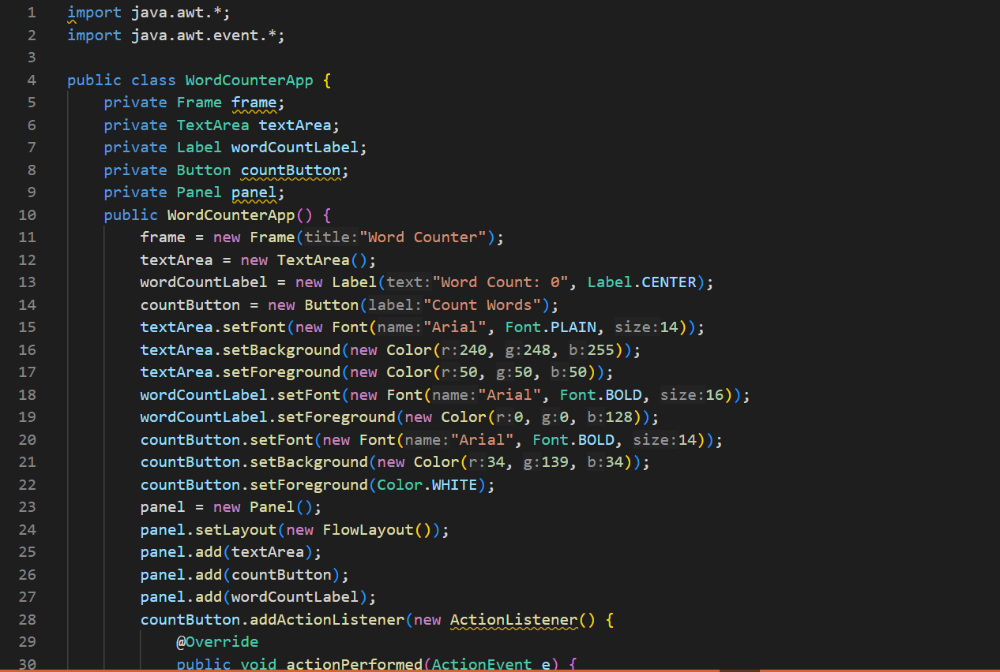 1 import java.awt.*;
2 import java.awt.event.*;
3
4 public class WordCounterApp {
5 private Frame frame;
6 private TextArea textArea;
7 private Label wordCountLabel;
8 private Button countButton;
9 private Panel panel;
10 public WordCounterApp() {
11 frame = new Frame(title:"Word Counter");
12 textArea = new TextArea();
13 wordCountLabel = new Label(text:"Word Count: 0", Label.CENTER);
14 countButton = new Button(label:"Count Words");
15 textArea.setFont(new Font(name:"Arial", Font.PLAIN, size:14));
16 textArea.setBackground(new Color(r:240, g:248, b:255));
17 textArea.setForeground(new Color(r:50, g:50, b:50));
18 wordCountLabel.setFont(new Font(name:"Arial", Font.BOLD, size:16));
19 wordCountLabel.setForeground(new Color(r:0, g:0, b:128));
20 countButton.setFont(new Font(name:"Arial", Font.BOLD, size:14));
21 countButton.setBackground(new Color(r:34, g:139, b:34));
22 countButton.setForeground(Color.WHITE);
23 panel = new Panel();
24 panel.setLayout(new FlowLayout());
25 panel.add(textArea);
26 panel.add(countButton);
27 panel.add(wordCountLabel);
28 countButton.addActionListener(new ActionListener() {
29 @Override
30 public void actionPerformed(ActionEvent e) {